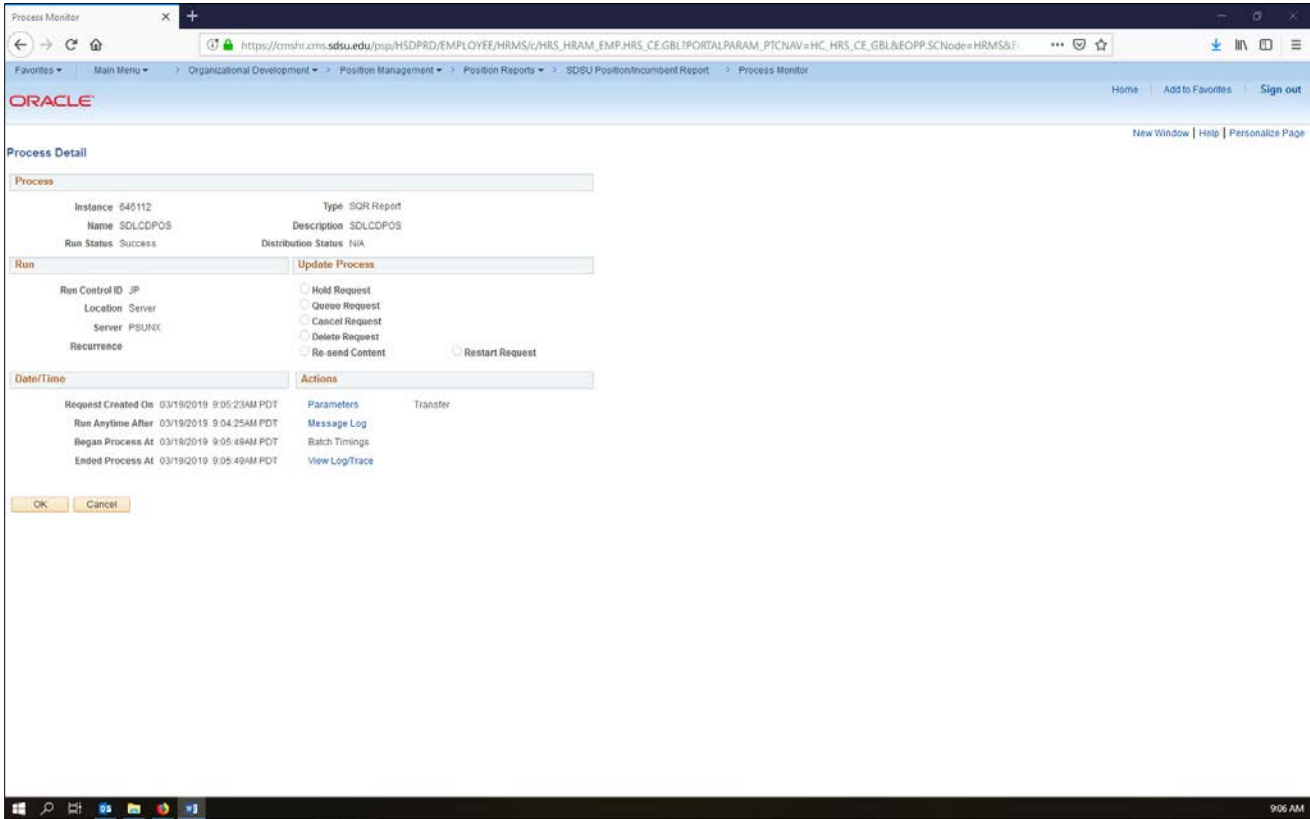 Process Monitor
https://cmshr.cms.sdsu.edu/psp/HSDPRD/EMPLOYEE/HRMS/c/HRS_HRAM_EMP.HRS_CE.GBL?PORTALPARAM_PTCNAV=HC_HRS_CE_GBL&EOPP.SCNode=HRMS&
Favorites Main Menu > Organizational Development > Position Management > Position Reports > SDSU Position/Incumbent Report > Process Monitor
ORACLE
Home Add to Favorites Sign out
New Window | Help | Personalize Page
Process Detail
Process
Instance 646112 Type SQR Report
Name SDLCDPOS Description SDLCDPOS
Run Status Success Distribution Status N/A
Run Update Process
Run Control ID JP Hold Request
Location Server Queue Request
Server PSUNX Cancel Request
Recurrence Delete Request
Re-send Content Restart Request
Date/Time Actions
Request Created On 03/19/2019 9:05:23AM PDT Parameters Transfer
Run Anytime After 03/19/2019 9:04:25AM PDT Message Log
Began Process At 03/19/2019 9:05:49AM PDT Batch Timings
Ended Process At 03/19/2019 9:05:49AM PDT View Log/Trace
OK Cancel
9:06 AM